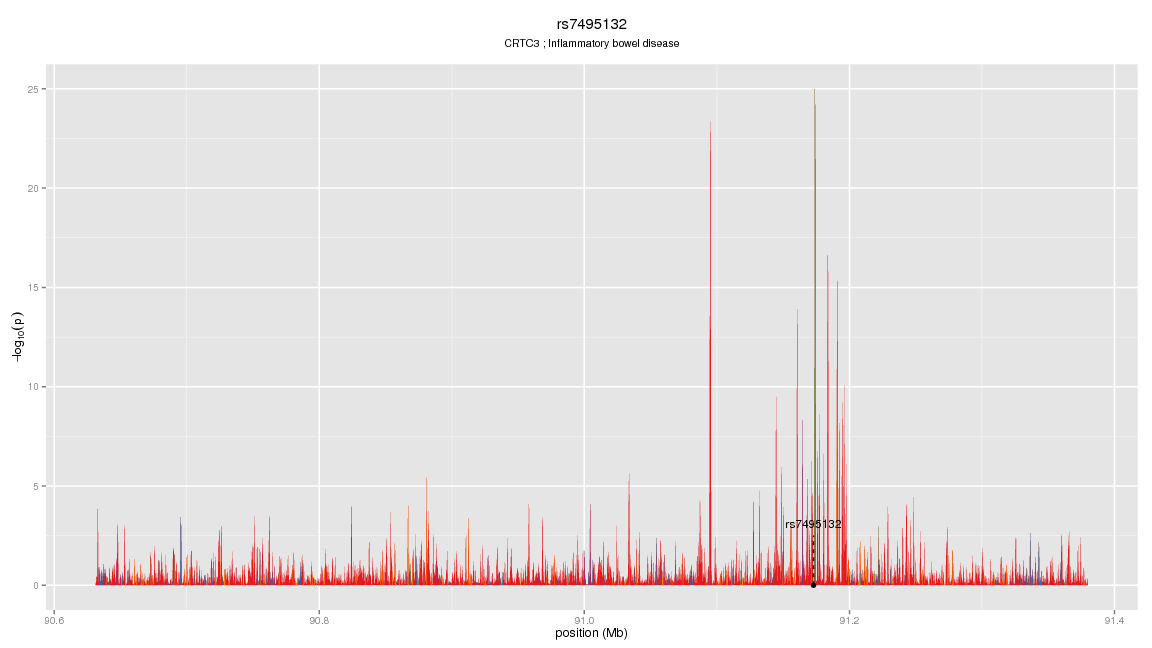 rs7495132
CRTC3 ; Inflammatory bowel disease
25
20
15
10
5
0
−log10(p)
rs7495132
90.6 90.8 91.0 91.2 91.4
position (Mb)